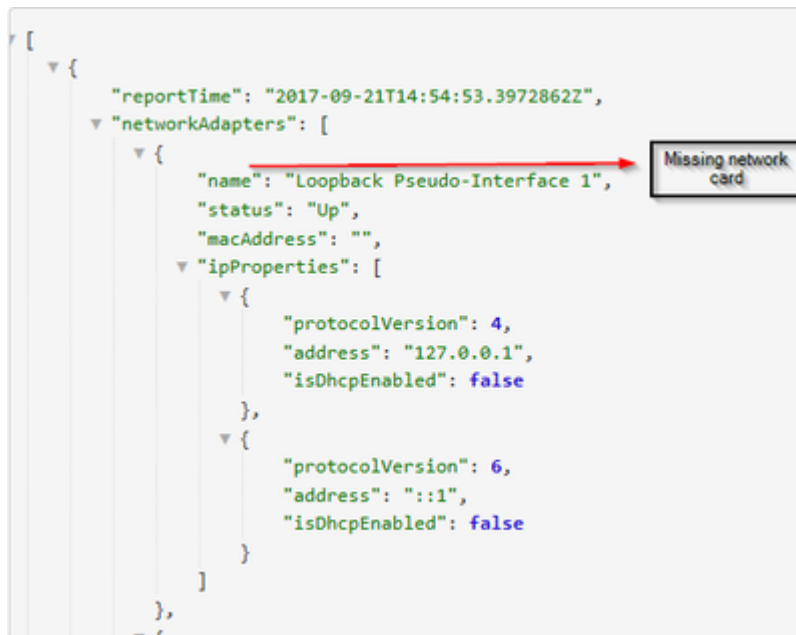 [
{
"reportTime": "2017-09-21T14:54:53.3972862Z",
"networkAdapters": [
{
"name": "Loopback Pseudo-Interface 1",
"status": "Up",
"macAddress": "",
"ipProperties": [
{
"protocolVersion": 4,
"address": "127.0.0.1",
"isDhcpEnabled": false
},
{
"protocolVersion": 6,
"address": "::1",
"isDhcpEnabled": false
}
]
},
Missing network
card